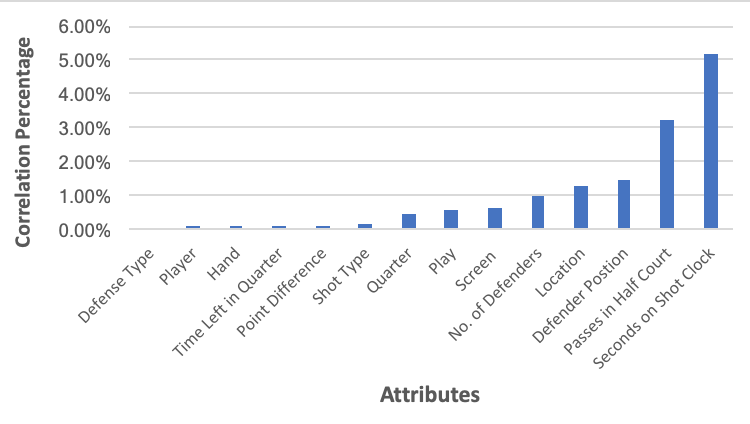 6.00%
5.00%
4.00%
3.00%
2.00%
1.00%
0.00%
Correlation Percentage
Defense Type
Player
Hand
Time Left in Quarter
Point Difference
Shot Type
Quarter
Play
Screen
No. of Defenders
Location
Defender Postion
Passes in Half Court
Seconds on Shot Clock
Attributes